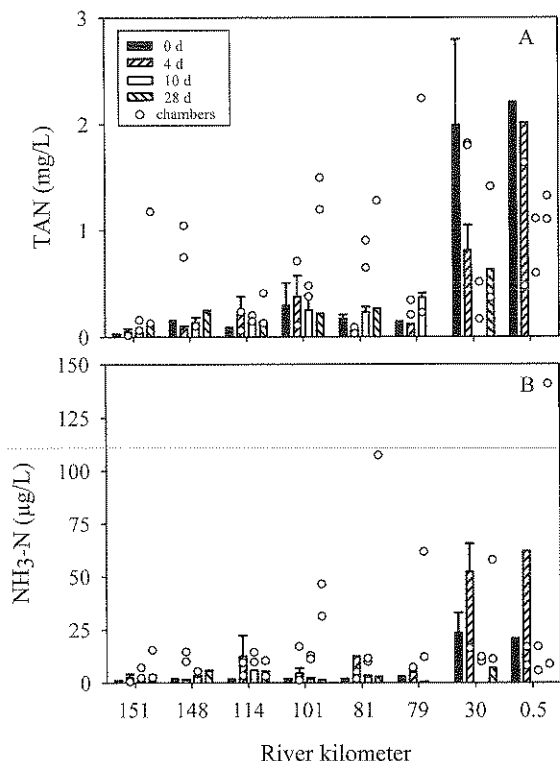 3
2
1
0
TAN (mg/L)
A
0 d
4 d
10 d
28 d
chambers
150
125
100
75
50
25
0
NH3-N (µg/L)
B
151 148 114 101 81 79 30 0.5
River kilometer